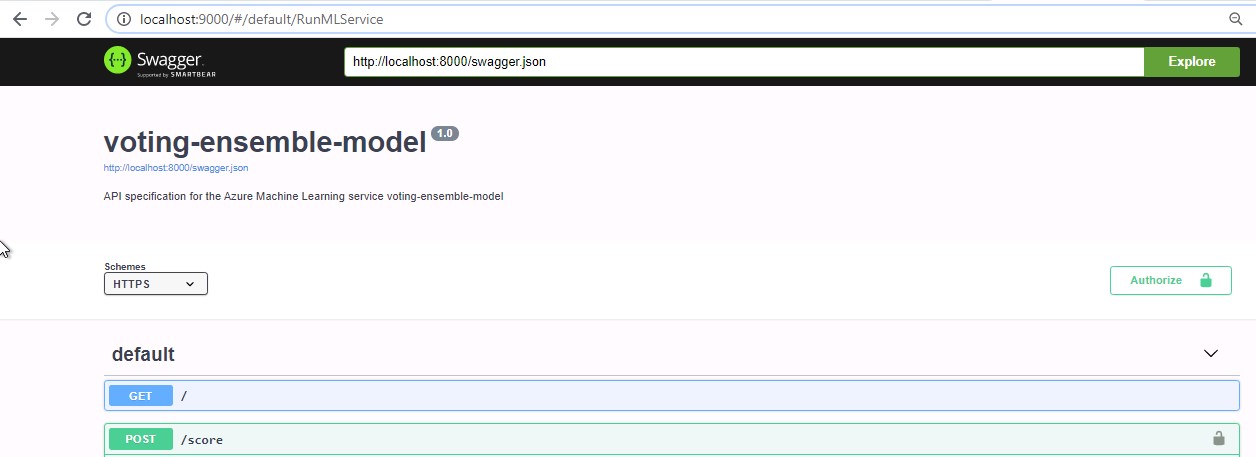 localhost:9000/#/default/RunMLService
{...} Swagger.
Supported by SMARTBEAR
http://localhost:8000/swagger.json
Explore
voting-ensemble-model 1.0
http://localhost:8000/swagger.json
API specification for the Azure Machine Learning service voting-ensemble-model
Schemes
HTTPS
Authorize
default
GET /
POST /score